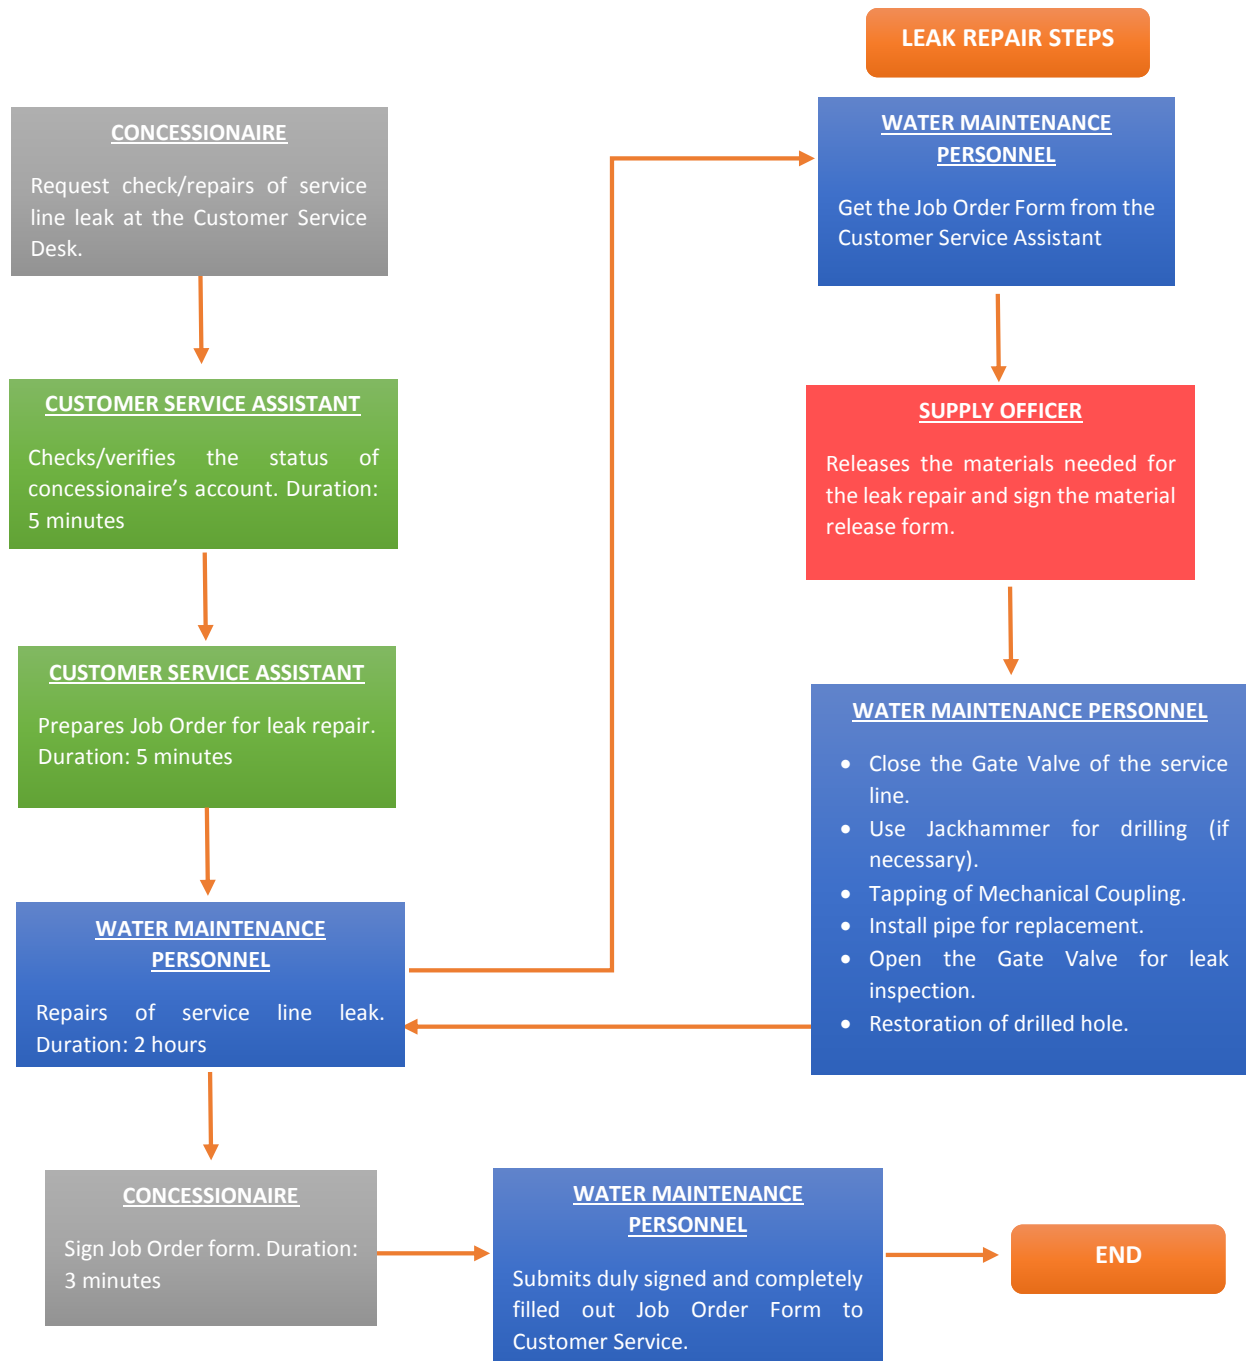 LEAK REPAIR STEPS
CONCESSIONAIRE
Request check/repairs of service
line leak at the Customer Service
Desk.
CUSTOMER SERVICE ASSISTANT
Checks/verifies the status of
concessionaire’s account. Duration:
5 minutes
CUSTOMER SERVICE ASSISTANT
Prepares Job Order for leak repair.
Duration: 5 minutes
WATER MAINTENANCE
PERSONNEL
Repairs of service line leak.
Duration: 2 hours
WATER MAINTENANCE
PERSONNEL
Get the Job Order Form from the
Customer Service Assistant
SUPPLY OFFICER
Releases the materials needed for
the leak repair and sign the material
release form.
WATER MAINTENANCE PERSONNEL
• Close the Gate Valve of the service
line.
• Use Jackhammer for drilling (if
necessary).
• Tapping of Mechanical Coupling.
• Install pipe for replacement.
• Open the Gate Valve for leak
inspection.
• Restoration of drilled hole.
CONCESSIONAIRE
Sign Job Order form. Duration:
3 minutes
WATER MAINTENANCE
PERSONNEL
Submits duly signed and completely
filled out Job Order Form to
Customer Service.
END